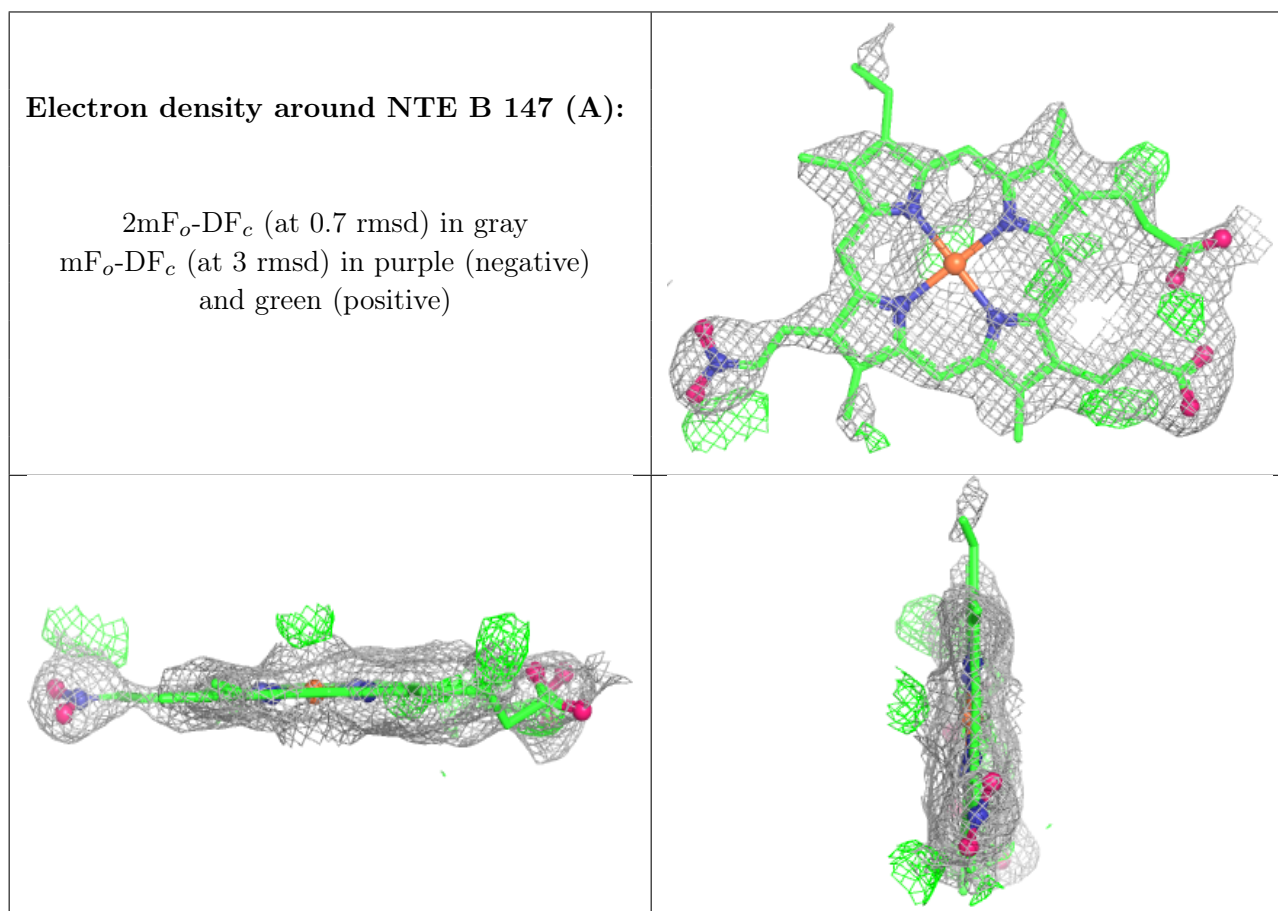 Electron density around NTE B 147 (A):
2mFo-DFc (at 0.7 rmsd) in gray
mFo-DFc (at 3 rmsd) in purple (negative)
and green (positive)